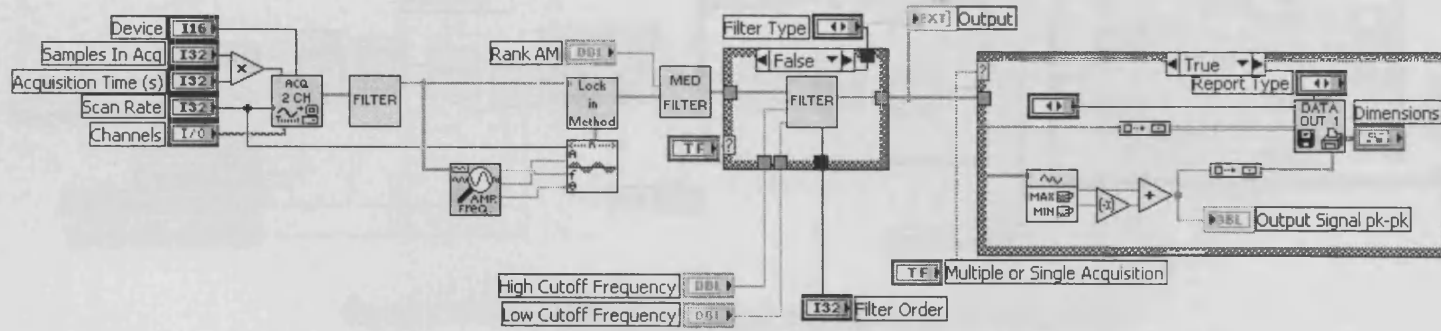 Device I16
Samples In Acq I32
Acquisition Time (s) I32
Scan Rate I32
Channels I/O
x
ACQ
2 CH
FILTER
Rank AM DBL
Lock
in
Method
A
f
AMP.
FREQ.
MED
FILTER
Filter Type
False
FILTER
TF
?
EXT Output
High Cutoff Frequency DBL
Low Cutoff Frequency DBL
I32 Filter Order
?
True
Report Type
DATA
OUT 1
Dimensions
MAX
MIN
+
DBL Output Signal pk-pk
TF Multiple or Single Acquisition